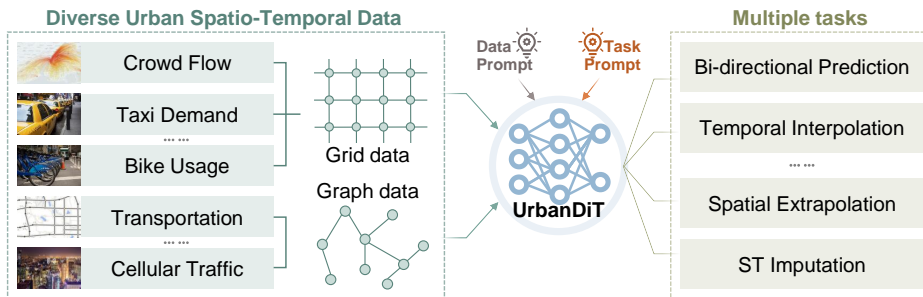 Diverse Urban Spatio-Temporal Data
Crowd Flow
Taxi Demand
... ...
Bike Usage
Transportation
... ...
Cellular Traffic
Grid data
Graph data
Data
Prompt
Task
Prompt
UrbanDiT
Multiple tasks
Bi-directional Prediction
Temporal Interpolation
... ...
Spatial Extrapolation
ST Imputation